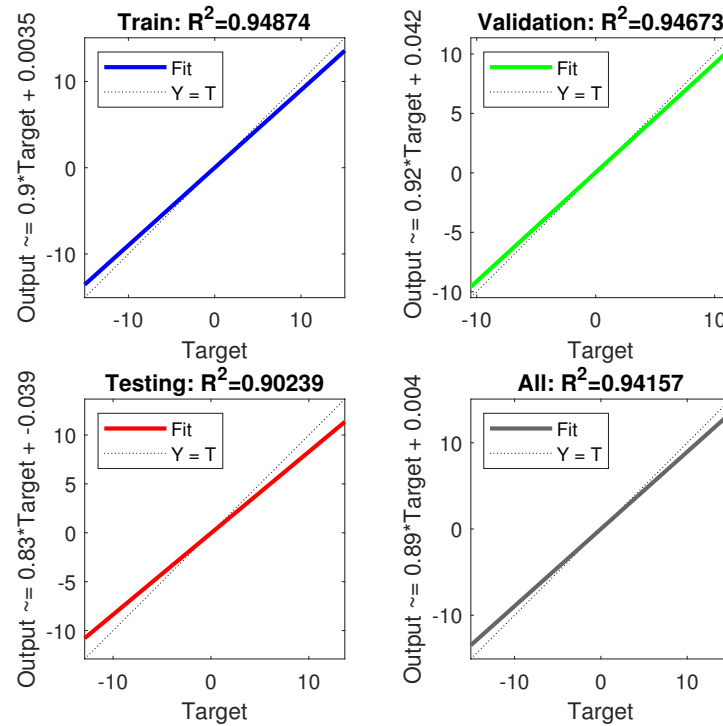 Train: R²=0.94874
Output ~= 0.9*Target + 0.0035
Fit
Y = T
10
0
-10
-10 0 10
Target
Validation: R²=0.94673
Output ~= 0.92*Target + 0.042
Fit
Y = T
10
5
0
-5
-10
-10 0 10
Target
Testing: R²=0.90239
Output ~= 0.83*Target + -0.039
Fit
Y = T
10
5
0
-5
-10
-10 0 10
Target
All: R²=0.94157
Output ~= 0.89*Target + 0.004
Fit
Y = T
10
0
-10
-10 0 10
Target